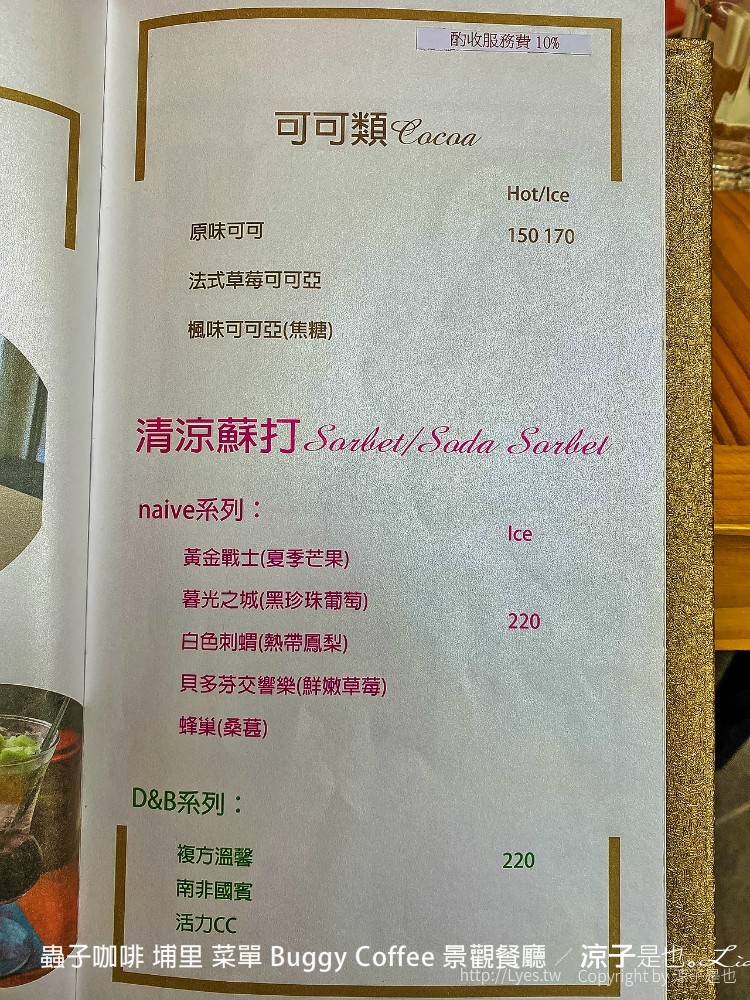 酌收服務費 10%
可可類 Cocoa
Hot/Ice
原味可可 150 170
法式草莓可可亞
楓味可可亞(焦糖)
清涼蘇打 Sorbet/Soda Sorbet
naive系列：
Ice
黃金戰士(夏季芒果)
暮光之城(黑珍珠葡萄)
220
白色刺蝟(熱帶鳳梨)
貝多芬交響樂(鮮嫩草莓)
蜂巢(桑葚)
D&B系列：
複方溫馨 220
南非國賓
活力CC
蟲子咖啡 埔里 菜單 Buggy Coffee 景觀餐廳 / 涼子是也。
http://Lyes.tw Copyright by 涼子是也